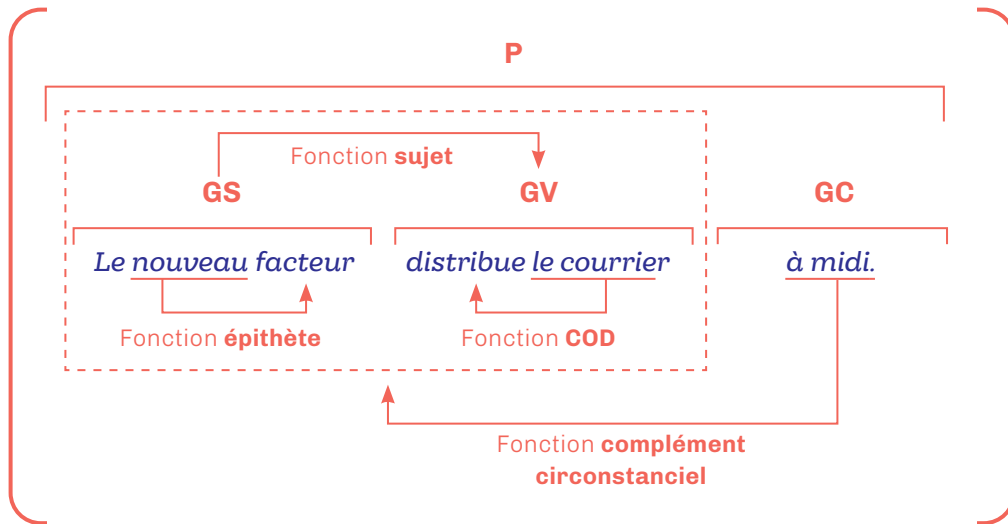 P
Fonction sujet
GS GV GC
Le nouveau facteur distribue le courrier à midi.
Fonction épithète Fonction COD
Fonction complément
circonstanciel